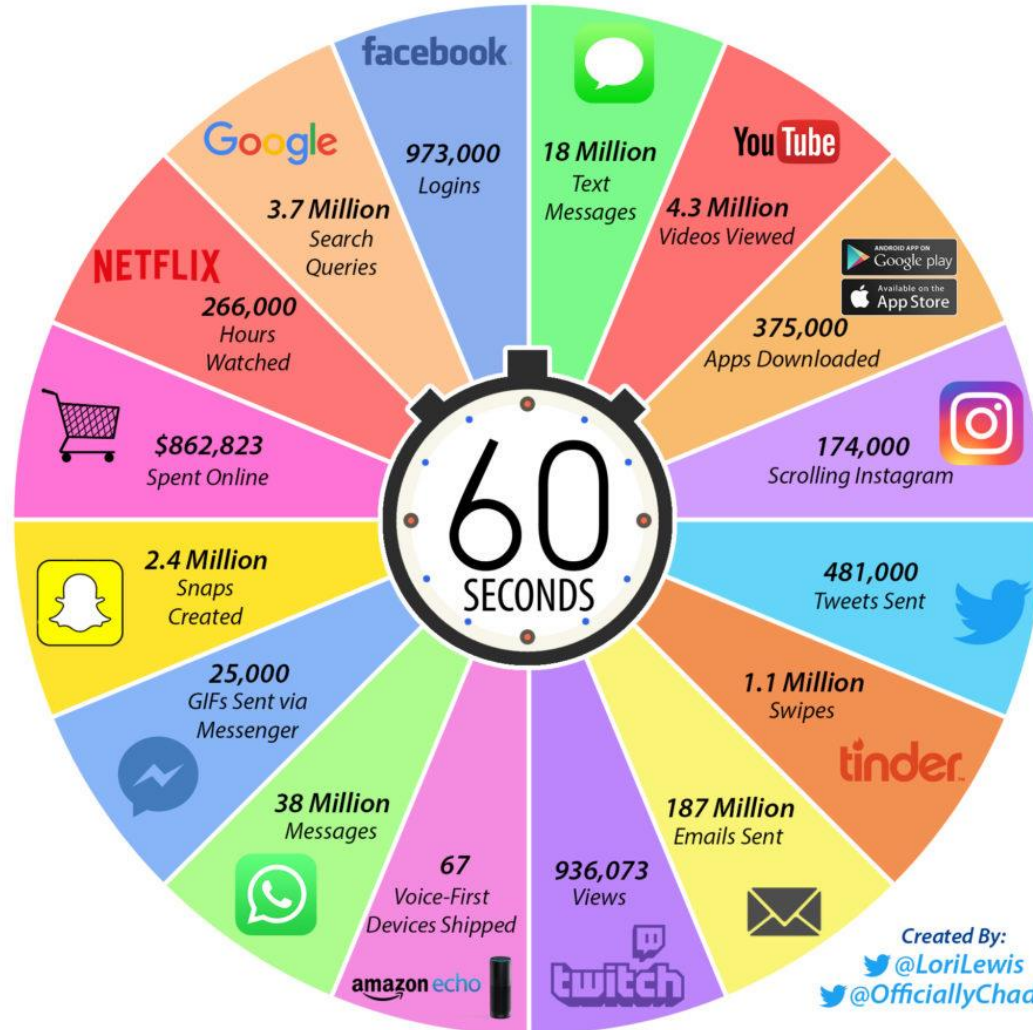 facebook
973,000
Logins
18 Million
Text
Messages
YouTube
4.3 Million
Videos Viewed
ANDROID APP ON
Google play
Available on the
App Store
375,000
Apps Downloaded
174,000
Scrolling Instagram
481,000
Tweets Sent
1.1 Million
Swipes
tinder
187 Million
Emails Sent
936,073
Views
twitch
67
Voice-First
Devices Shipped
amazon echo
38 Million
Messages
25,000
GIFs Sent via
Messenger
2.4 Million
Snaps
Created
$862,823
Spent Online
NETFLIX
266,000
Hours
Watched
Google
3.7 Million
Search
Queries
60
SECONDS
Created By:
@LoriLewis
@OfficiallyChad